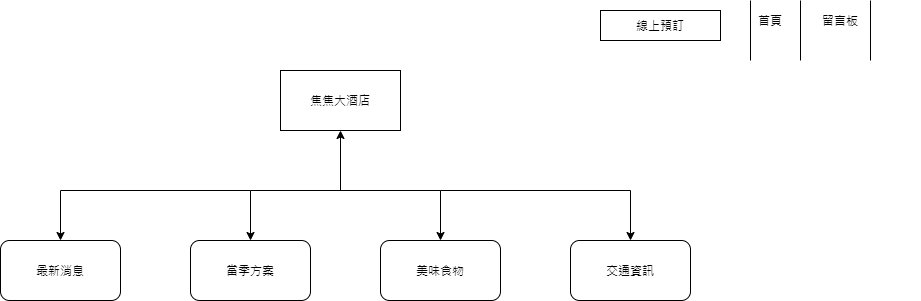 線上預訂
首頁
留言板
焦焦大酒店
最新消息
當季方案
美味食物
交通資訊